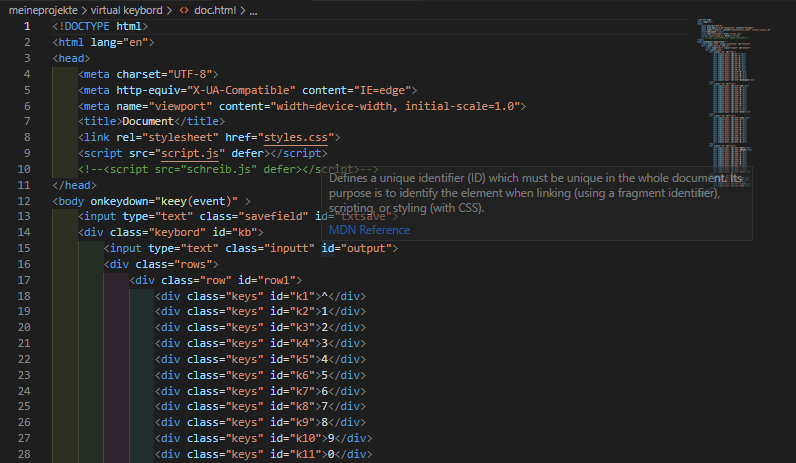 meineprojekte > virtual keybord > <> doc.html > ...
1 <!DOCTYPE html>
2 <html lang="en">
3 <head>
4 <meta charset="UTF-8">
5 <meta http-equiv="X-UA-Compatible" content="IE=edge">
6 <meta name="viewport" content="width=device-width, initial-scale=1.0">
7 <title>Document</title>
8 <link rel="stylesheet" href="styles.css">
9 <script src="script.js" defer></script>
10 <!--<script src="schreib.js" defer></script>-->
11 </head>
12 <body onkeydown="keey(event)" >
13 <input type="text" class="savefield" id="txtsave">
14 <div class="keybord" id="kb">
15 <input type="text" class="inputt" id="output">
16 <div class="rows">
17 <div class="row" id="row1">
18 <div class="keys" id="k1">^</div>
19 <div class="keys" id="k2">1</div>
20 <div class="keys" id="k3">2</div>
21 <div class="keys" id="k4">3</div>
22 <div class="keys" id="k5">4</div>
23 <div class="keys" id="k6">5</div>
24 <div class="keys" id="k7">6</div>
25 <div class="keys" id="k8">7</div>
26 <div class="keys" id="k9">8</div>
27 <div class="keys" id="k10">9</div>
28 <div class="keys" id="k11">0</div>
Defines a unique identifier (ID) which must be unique in the whole document. Its
purpose is to identify the element when linking (using a fragment identifier),
scripting, or styling (with CSS).
MDN Reference